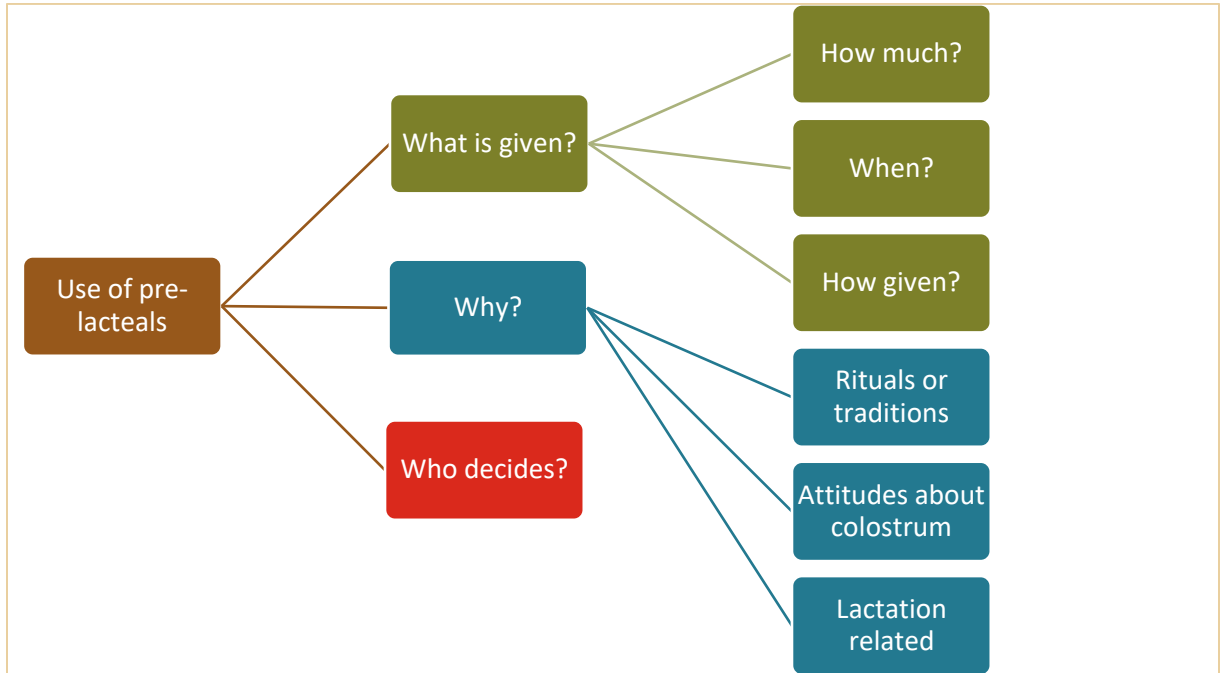 Use of pre-
lacteals
What is given?
How much?
When?
How given?
Why?
Rituals or
traditions
Attitudes about
colostrum
Lactation
related
Who decides?